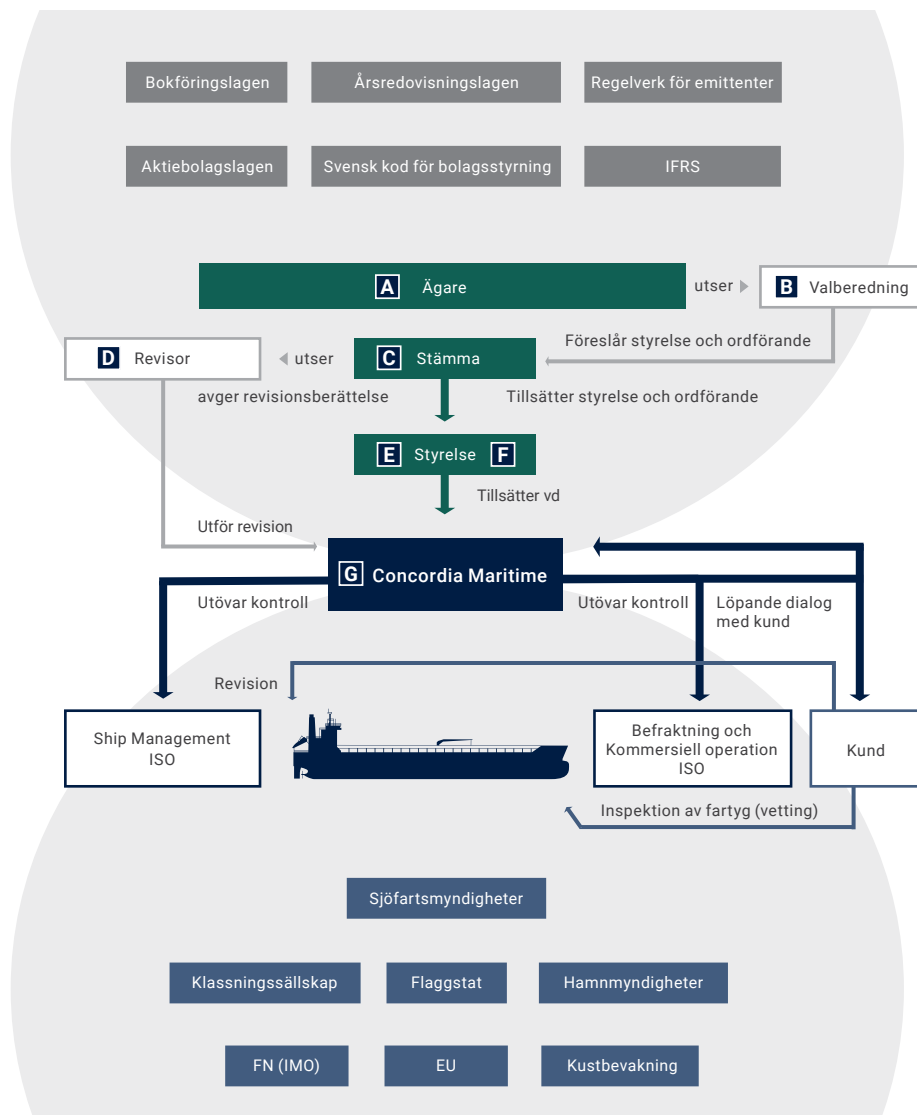 Bokföringslagen
Årsredovisningslagen
Regelverk för emittenter
Aktiebolagslagen
Svensk kod för bolagsstyrning
IFRS
A Ägare
utser
B Valberedning
Föreslår styrelse och ordförande
D Revisor
utser
C Stämma
avger revisionsberättelse
Tillsätter styrelse och ordförande
E Styrelse F
Tillsätter vd
Utför revision
G Concordia Maritime
Utövar kontroll
Utövar kontroll
Löpande dialog
med kund
Revision
Ship Management
ISO
Befraktning och
Kommersiell operation
ISO
Kund
Inspektion av fartyg (vetting)
Sjöfartsmyndigheter
Klassningssällskap
Flaggstat
Hamnmyndigheter
FN (IMO)
EU
Kustbevakning